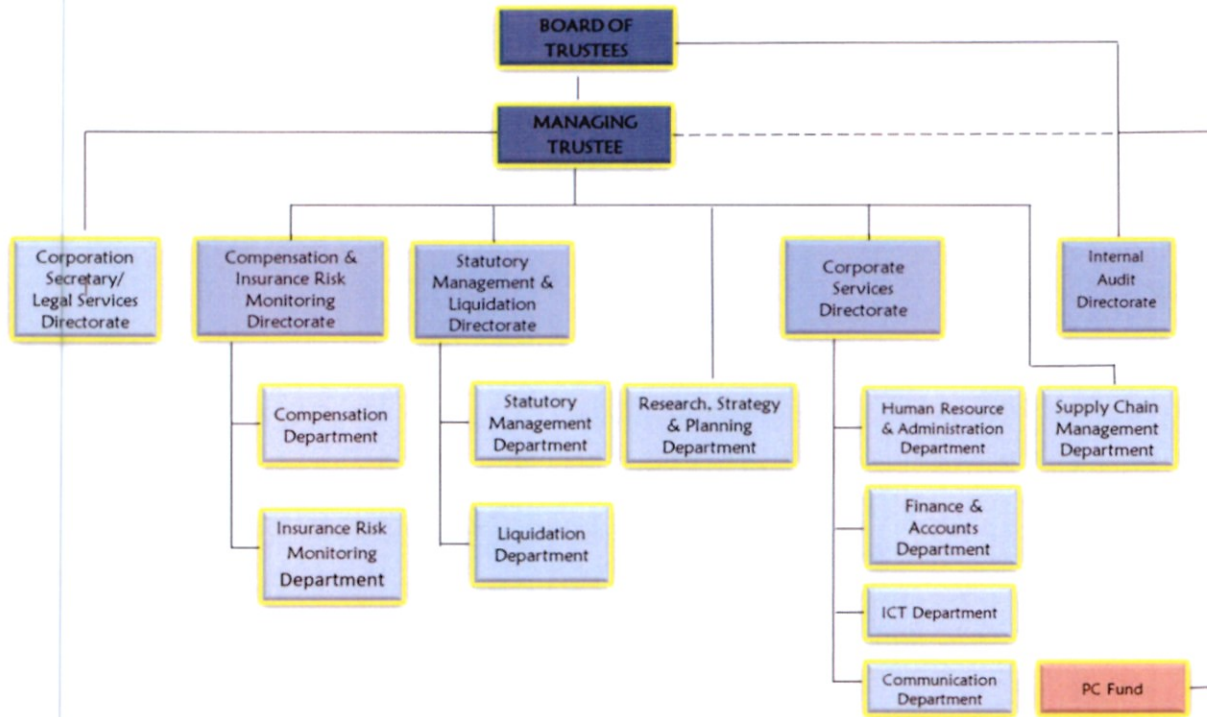 BOARD OF
TRUSTEES
MANAGING
TRUSTEE
Corporation
Secretary/
Legal Services
Directorate
Compensation &
Insurance Risk
Monitoring
Directorate
Statutory
Management &
Liquidation
Directorate
Corporate
Services
Directorate
Internal
Audit
Directorate
Compensation
Department
Insurance Risk
Monitoring
Department
Statutory
Management
Department
Liquidation
Department
Research, Strategy
& Planning
Department
Human Resource
& Administration
Department
Finance &
Accounts
Department
ICT Department
Communication
Department
Supply Chain
Management
Department
PC Fund